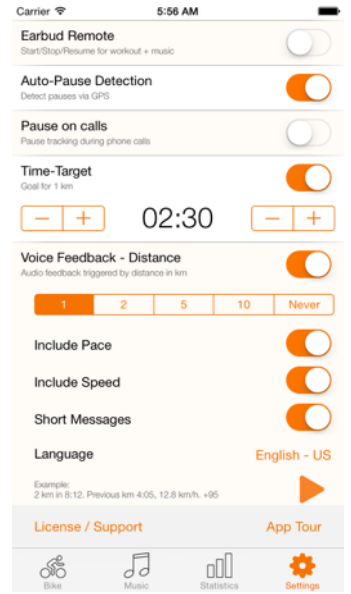 Carrier 5:56 AM
Earbud Remote
Start/Stop/Resume for workout + music
Auto-Pause Detection
Detect pauses via GPS
Pause on calls
Pause tracking during phone calls
Time-Target
Goal for 1 km
− + 02:30 − +
Voice Feedback - Distance
Audio feedback triggered by distance in km
1 2 5 10 Never
Include Pace
Include Speed
Short Messages
Language English - US
Example:
2 km in 8:12. Previous km 4:05, 12.8 km/h. +95
License / Support App Tour
Bike Music Statistics Settings